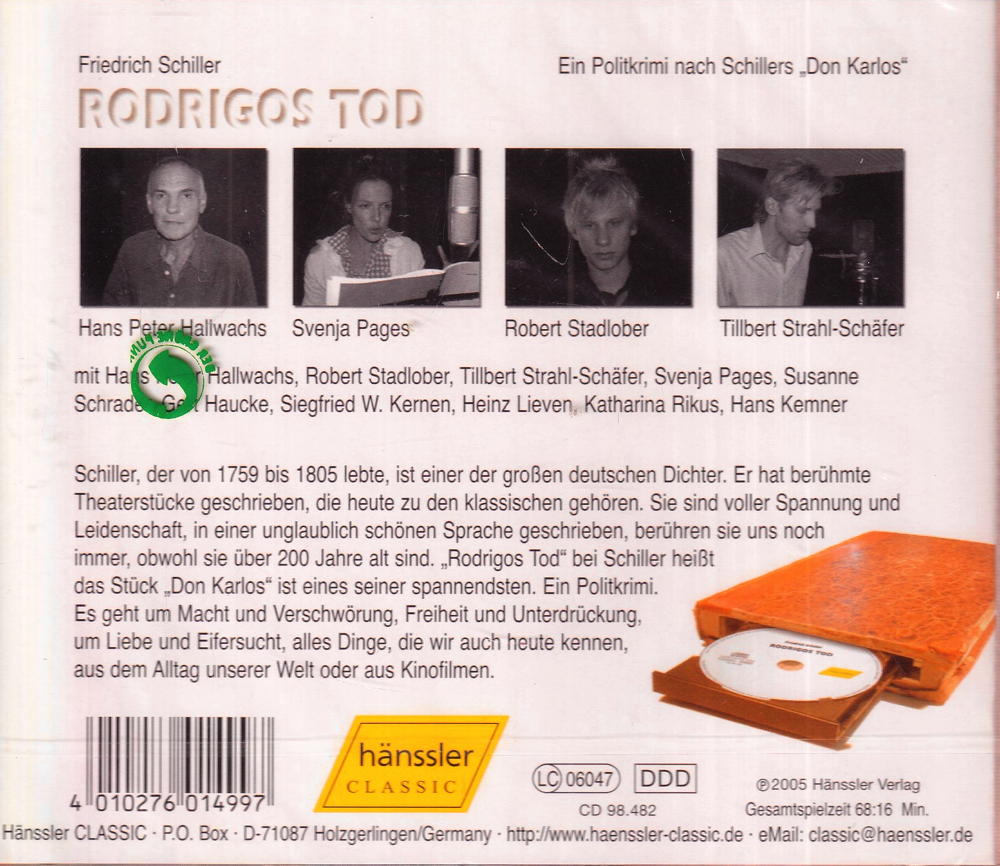 Friedrich Schiller
Ein Politkrimi nach Schillers „Don Karlos“
RODRIGOS TOD
Hans Peter Hallwachs
Svenja Pages
Robert Stadlober
Tillbert Strahl-Schäfer
DER GRÜNE PUNKT
mit Hans Hallwachs, Robert Stadlober, Tillbert Strahl-Schäfer, Svenja Pages, Susanne
Schrader, Gert Haucke, Siegfried W. Kernen, Heinz Lieven, Katharina Rikus, Hans Kemner
Schiller, der von 1759 bis 1805 lebte, ist einer der großen deutschen Dichter. Er hat berühmte
Theaterstücke geschrieben, die heute zu den klassischen gehören. Sie sind voller Spannung und
Leidenschaft, in einer unglaublich schönen Sprache geschrieben, berühren sie uns noch
immer, obwohl sie über 200 Jahre alt sind. „Rodrigos Tod“ bei Schiller heißt
das Stück „Don Karlos“ ist eines seiner spannendsten. Ein Politkrimi.
Es geht um Macht und Verschwörung, Freiheit und Unterdrückung,
um Liebe und Eifersucht, alles Dinge, die wir auch heute kennen,
aus dem Alltag unserer Welt oder aus Kinofilmen.
RODRIGOS TOD
4 010276 014997
hänssler
CLASSIC
LC 06047
DDD
CD 98.482
℗2005 Hänssler Verlag
Gesamtspielzeit 68:16 Min.
Hänssler CLASSIC · P.O. Box · D-71087 Holzgerlingen/Germany · http://www.haenssler-classic.de · eMail: classic@haenssler.de